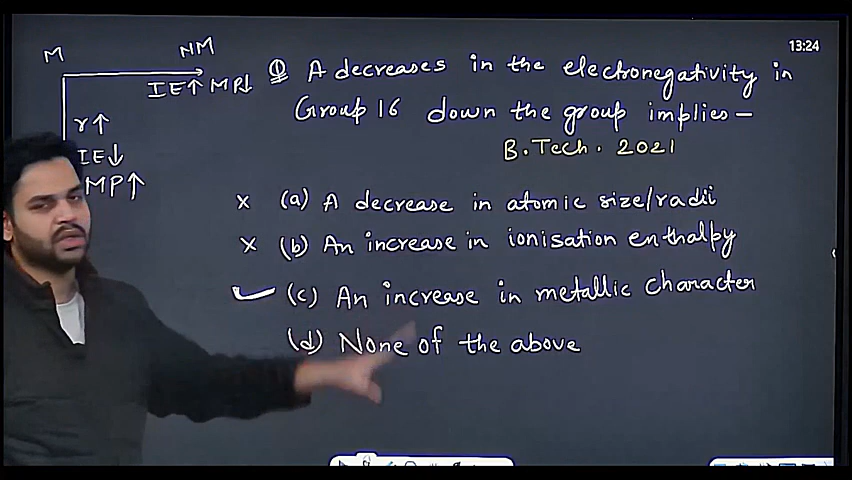 13:24
M
NM
IE↑ MP↓
r↑
IE↓
MP↑
Q A decreases in the electronegativity in
Group 16 down the group implies—
B.Tech. 2021
x (a) A decrease in atomic size/radii
x (b) An increase in ionisation enthalpy
✓ (c) An increase in metallic character
(d) None of the above